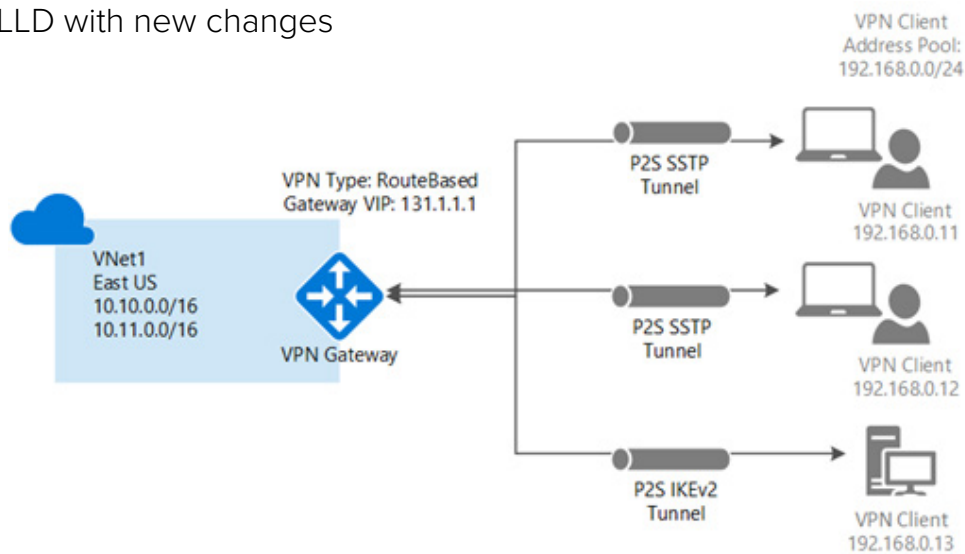 LLD with new changes
VPN Client
Address Pool:
192.168.0.0/24
P2S SSTP
Tunnel
VPN Type: RouteBased
Gateway VIP: 131.1.1.1
VPN Client
192.168.0.11
VNet1
East US
10.10.0.0/16
10.11.0.0/16
VPN Gateway
P2S SSTP
Tunnel
VPN Client
192.168.0.12
P2S IKEv2
Tunnel
VPN Client
192.168.0.13